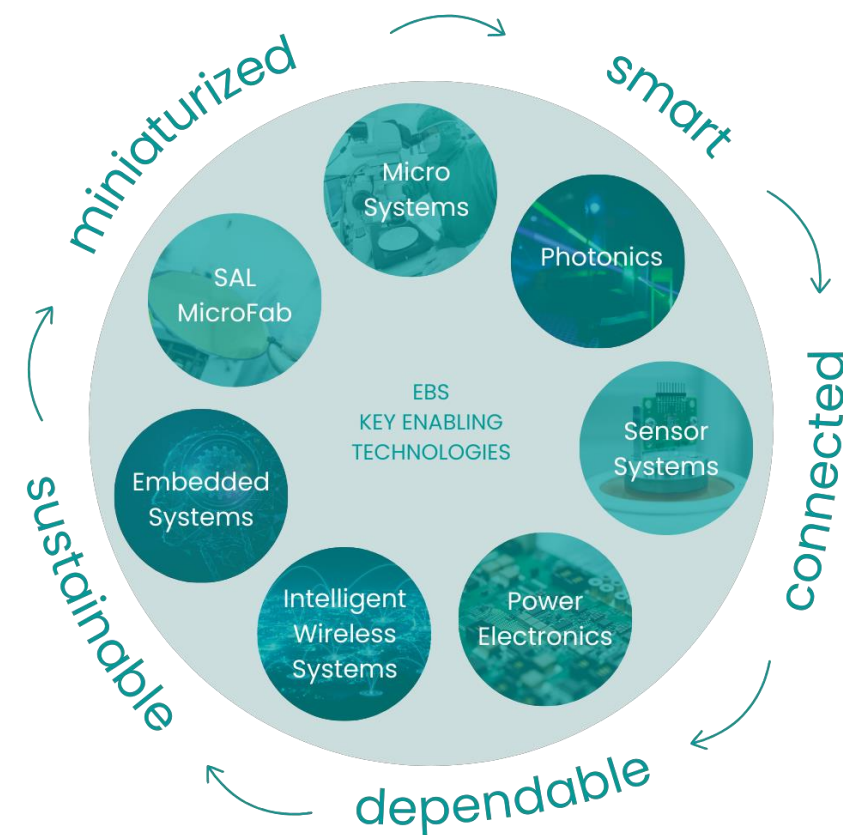 miniaturized
smart
connected
dependable
sustainable
Micro
Systems
Photonics
Sensor
Systems
Power
Electronics
Intelligent
Wireless
Systems
Embedded
Systems
SAL
MicroFab
EBS
KEY ENABLING
TECHNOLOGIES